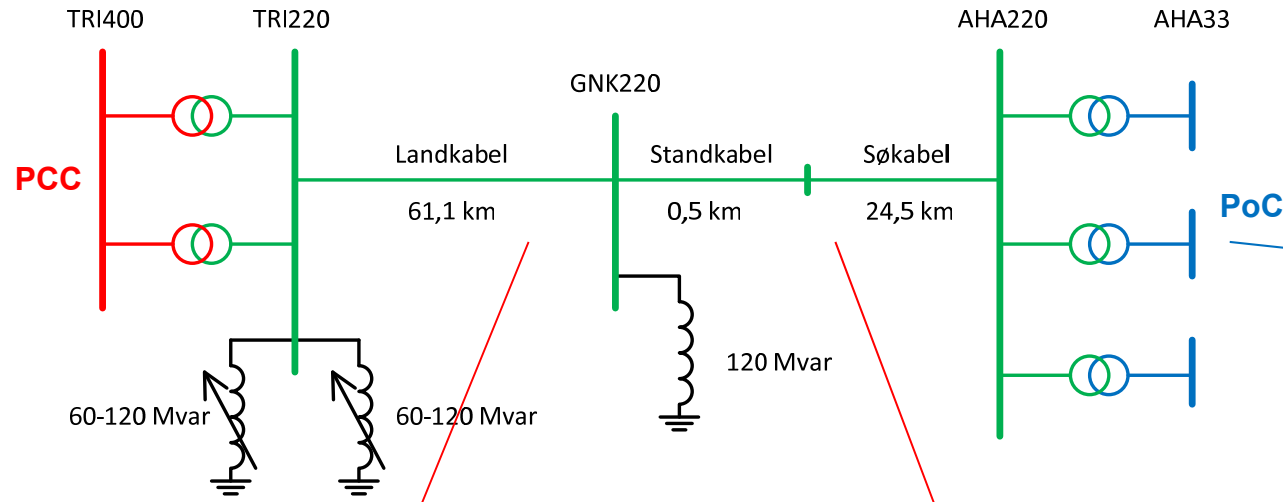 TRI400
TRI220
AHA220
AHA33
GNK220
Landkabel
Standkabel
Søkabel
PCC
61,1 km
0,5 km
24,5 km
PoC
120 Mvar
60-120 Mvar
60-120 Mvar